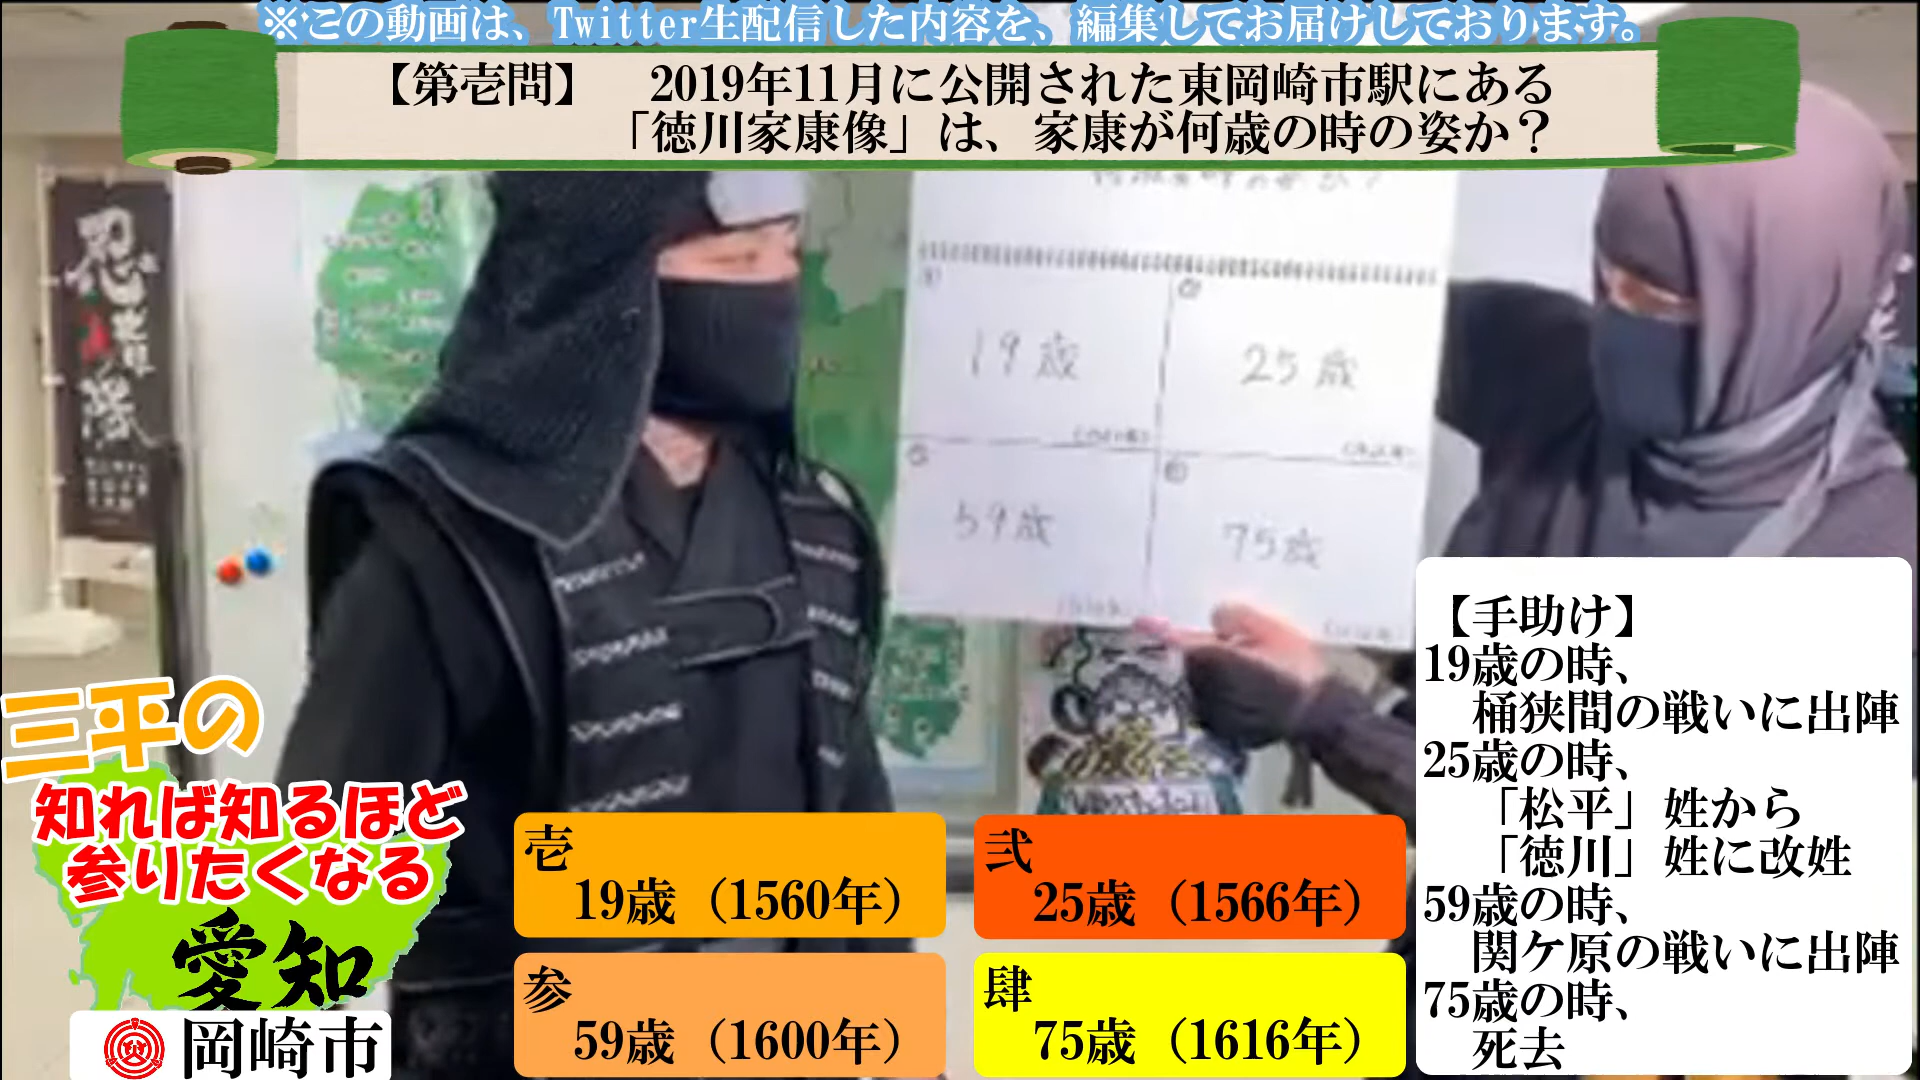 ※この動画は、Twitter生配信した内容を、編集してお届けしております。
【第壱問】 2019年11月に公開された東岡崎市駅にある
「徳川家康像」は、家康が何歳の時の姿か？
忍者隊
19歳
25歳
59歳
75歳
【手助け】
19歳の時、
桶狭間の戦いに出陣
25歳の時、
「松平」姓から
「徳川」姓に改姓
59歳の時、
関ケ原の戦いに出陣
75歳の時、
死去
三平の
知れば知るほど
参りたくなる
愛知
岡崎市
壱
19歳（1560年）
弐
25歳（1566年）
参
59歳（1600年）
肆
75歳（1616年）